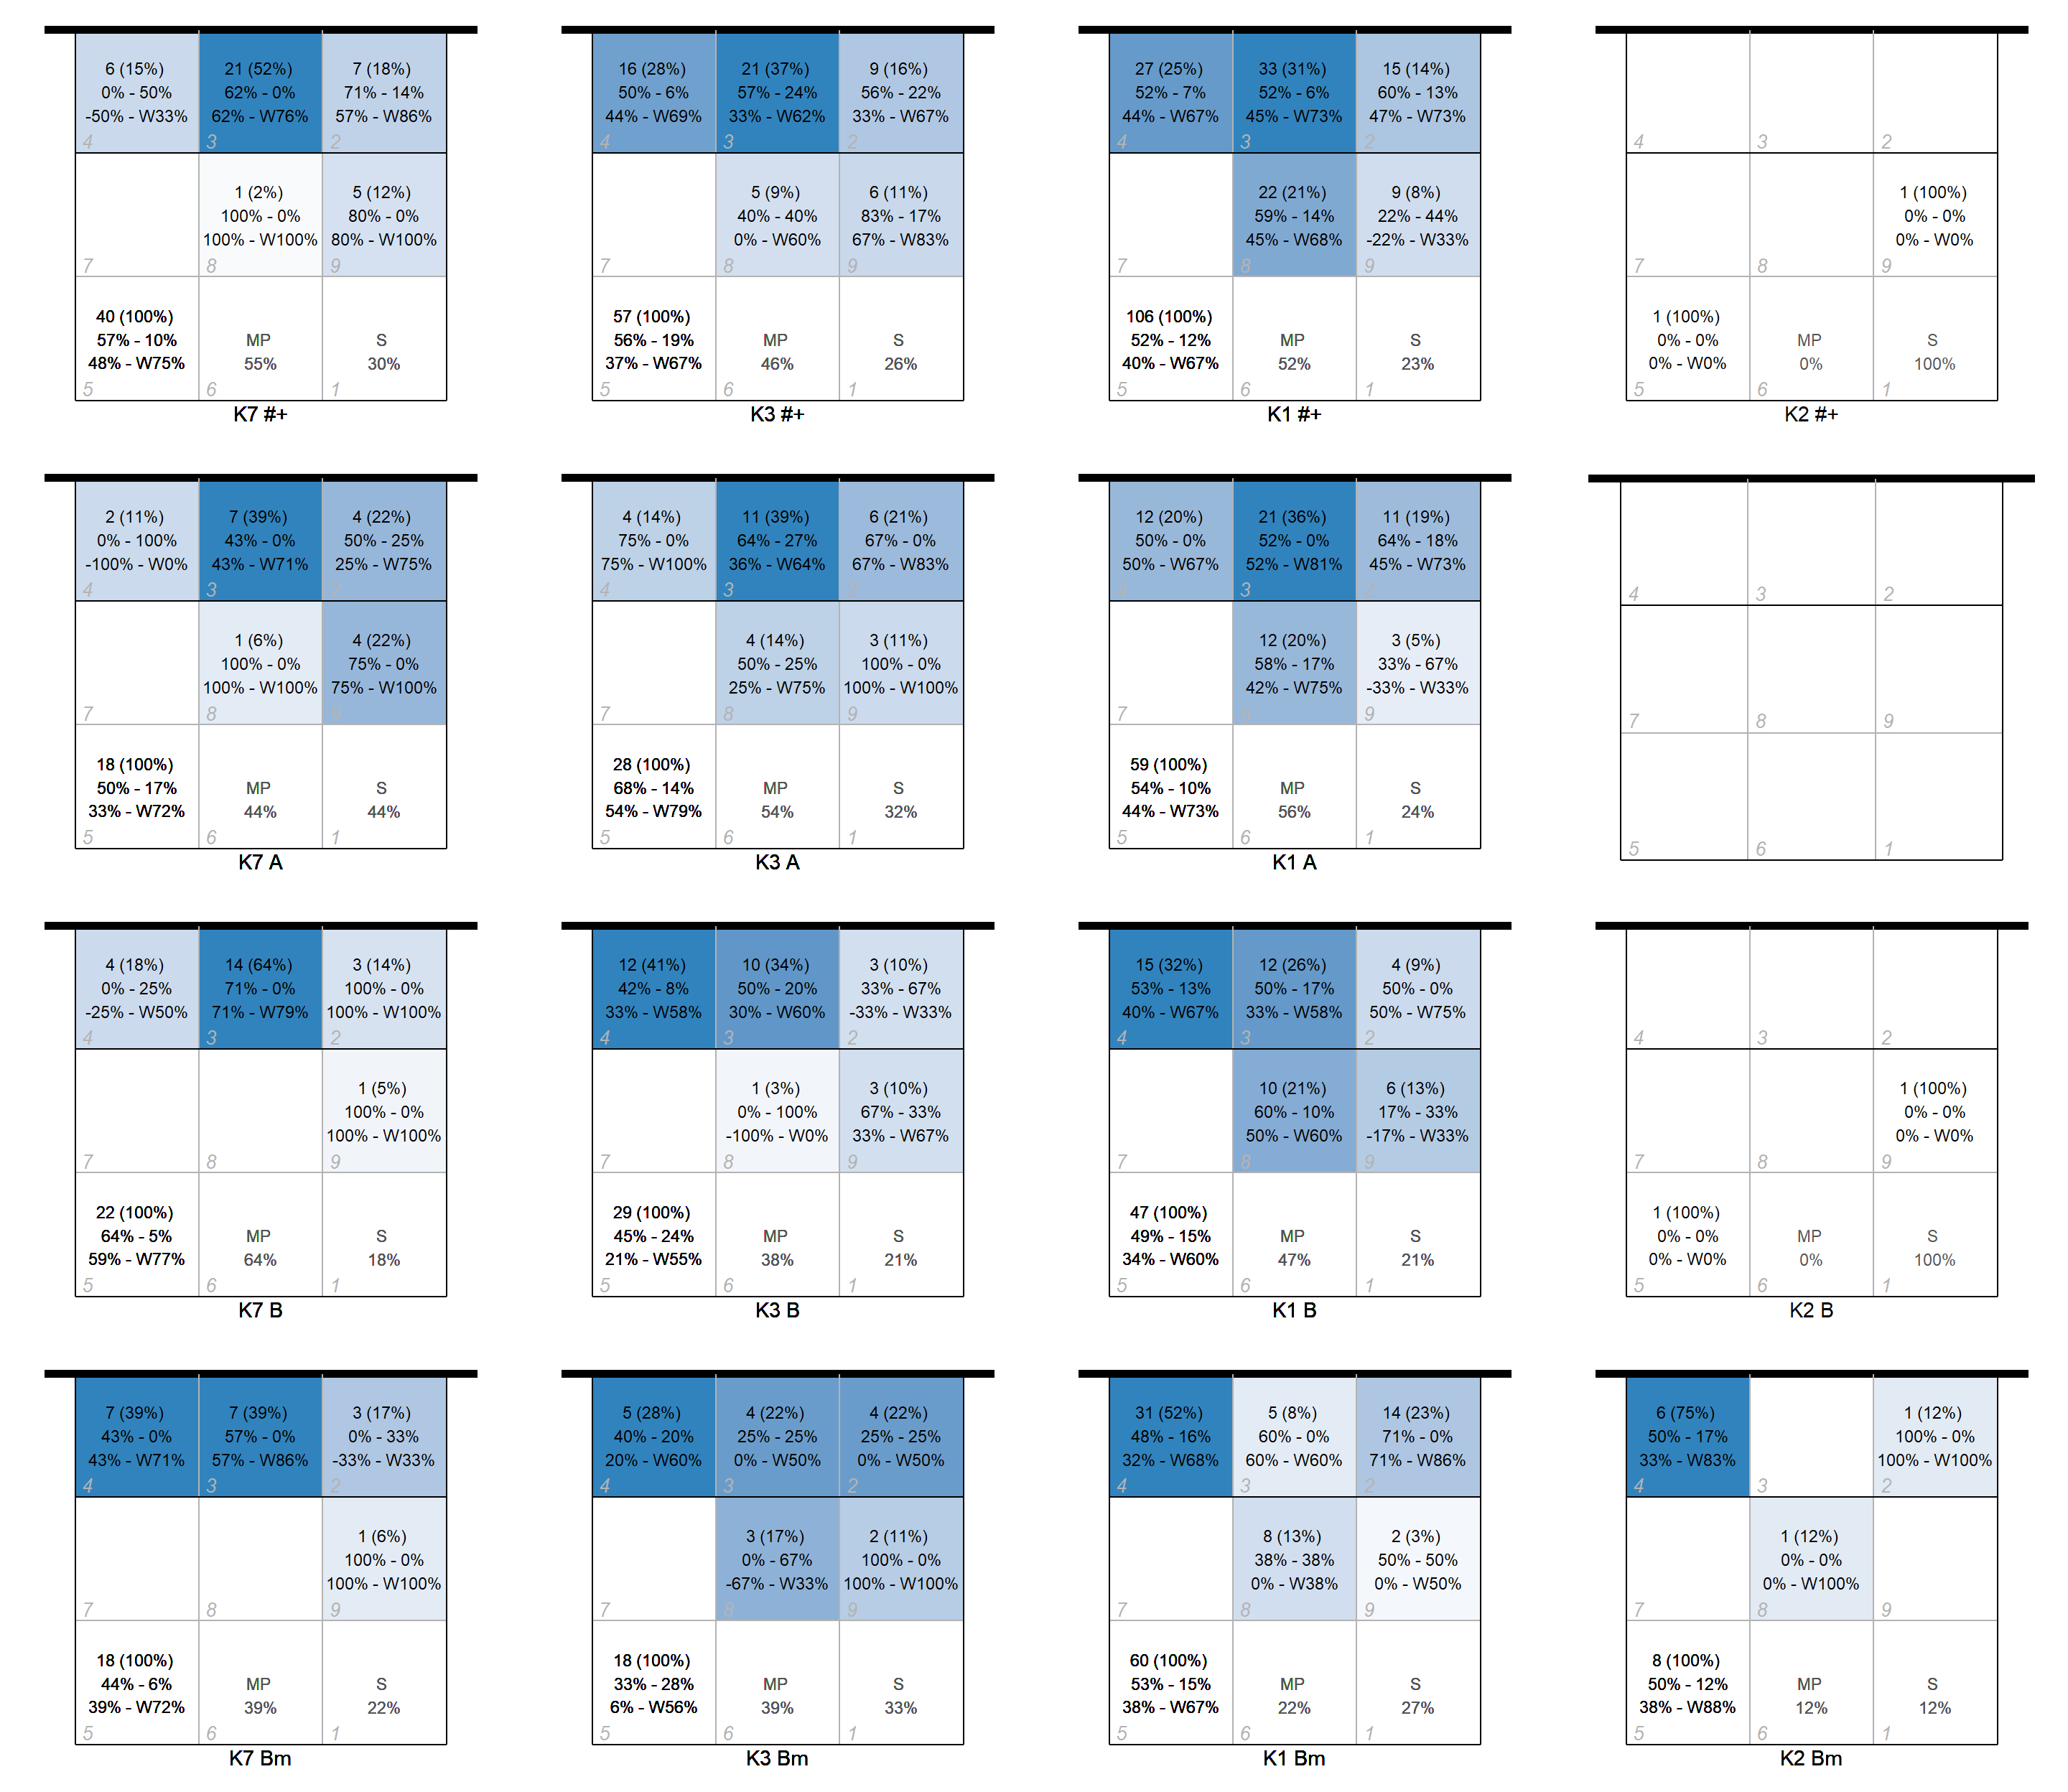 6 (15%)
0% - 50%
-50% - W33%
4
21 (52%)
62% - 0%
62% - W76%
3
7 (18%)
71% - 14%
57% - W86%
2
7
1 (2%)
100% - 0%
100% - W100%
8
5 (12%)
80% - 0%
80% - W100%
9
40 (100%)
57% - 10%
48% - W75%
5
MP
55%
6
S
30%
1
K7 #+
16 (28%)
50% - 6%
44% - W69%
4
21 (37%)
57% - 24%
33% - W62%
3
9 (16%)
56% - 22%
33% - W67%
2
7
5 (9%)
40% - 40%
0% - W60%
8
6 (11%)
83% - 17%
67% - W83%
9
57 (100%)
56% - 19%
37% - W67%
5
MP
46%
6
S
26%
1
K3 #+
27 (25%)
52% - 7%
44% - W67%
4
33 (31%)
52% - 6%
45% - W73%
3
15 (14%)
60% - 13%
47% - W73%
2
7
22 (21%)
59% - 14%
45% - W68%
8
9 (8%)
22% - 44%
-22% - W33%
9
106 (100%)
52% - 12%
40% - W67%
5
MP
52%
6
S
23%
1
K1 #+
4
3
2
7
8
1 (100%)
0% - 0%
0% - W0%
9
1 (100%)
0% - 0%
0% - W0%
5
MP
0%
6
S
100%
1
K2 #+
2 (11%)
0% - 100%
-100% - W0%
4
7 (39%)
43% - 0%
43% - W71%
3
4 (22%)
50% - 25%
25% - W75%
7
1 (6%)
100% - 0%
100% - W100%
8
4 (22%)
75% - 0%
75% - W100%
18 (100%)
50% - 17%
33% - W72%
5
MP
44%
6
S
44%
1
K7 A
4 (14%)
75% - 0%
75% - W100%
4
11 (39%)
64% - 27%
36% - W64%
3
6 (21%)
67% - 0%
67% - W83%
7
4 (14%)
50% - 25%
25% - W75%
8
3 (11%)
100% - 0%
100% - W100%
9
28 (100%)
68% - 14%
54% - W79%
5
MP
54%
6
S
32%
1
K3 A
12 (20%)
50% - 0%
50% - W67%
21 (36%)
52% - 0%
52% - W81%
3
11 (19%)
64% - 18%
45% - W73%
7
12 (20%)
58% - 17%
42% - W75%
3 (5%)
33% - 67%
-33% - W33%
9
59 (100%)
54% - 10%
44% - W73%
5
MP
56%
6
S
24%
1
K1 A
4
3
2
7
8
9
5
6
1
4 (18%)
0% - 25%
-25% - W50%
4
14 (64%)
71% - 0%
71% - W79%
3
3 (14%)
100% - 0%
100% - W100%
2
7
8
1 (5%)
100% - 0%
100% - W100%
9
22 (100%)
64% - 5%
59% - W77%
5
MP
64%
6
S
18%
1
K7 B
12 (41%)
42% - 8%
33% - W58%
4
10 (34%)
50% - 20%
30% - W60%
3
3 (10%)
33% - 67%
-33% - W33%
2
7
1 (3%)
0% - 100%
-100% - W0%
8
3 (10%)
67% - 33%
33% - W67%
9
29 (100%)
45% - 24%
21% - W55%
5
MP
38%
6
S
21%
1
K3 B
15 (32%)
53% - 13%
40% - W67%
4
12 (26%)
50% - 17%
33% - W58%
3
4 (9%)
50% - 0%
50% - W75%
2
7
10 (21%)
60% - 10%
50% - W60%
8
6 (13%)
17% - 33%
-17% - W33%
9
47 (100%)
49% - 15%
34% - W60%
5
MP
47%
6
S
21%
1
K1 B
4
3
2
7
8
1 (100%)
0% - 0%
0% - W0%
9
1 (100%)
0% - 0%
0% - W0%
5
MP
0%
6
S
100%
1
K2 B
7 (39%)
43% - 0%
43% - W71%
4
7 (39%)
57% - 0%
57% - W86%
3
3 (17%)
0% - 33%
-33% - W33%
2
7
8
1 (6%)
100% - 0%
100% - W100%
9
18 (100%)
44% - 6%
39% - W72%
5
MP
39%
6
S
22%
1
K7 Bm
5 (28%)
40% - 20%
20% - W60%
4
4 (22%)
25% - 25%
0% - W50%
3
4 (22%)
25% - 25%
0% - W50%
2
7
3 (17%)
0% - 67%
-67% - W33%
8
2 (11%)
100% - 0%
100% - W100%
9
18 (100%)
33% - 28%
6% - W56%
5
MP
39%
6
S
33%
1
K3 Bm
31 (52%)
48% - 16%
32% - W68%
4
5 (8%)
60% - 0%
60% - W60%
3
14 (23%)
71% - 0%
71% - W86%
2
7
8 (13%)
38% - 38%
0% - W38%
8
2 (3%)
50% - 50%
0% - W50%
9
60 (100%)
53% - 15%
38% - W67%
5
MP
22%
6
S
27%
1
K1 Bm
6 (75%)
50% - 17%
33% - W83%
4
3
1 (12%)
100% - 0%
100% - W100%
2
7
1 (12%)
0% - 0%
0% - W100%
8
9
8 (100%)
50% - 12%
38% - W88%
5
MP
12%
6
S
12%
1
K2 Bm